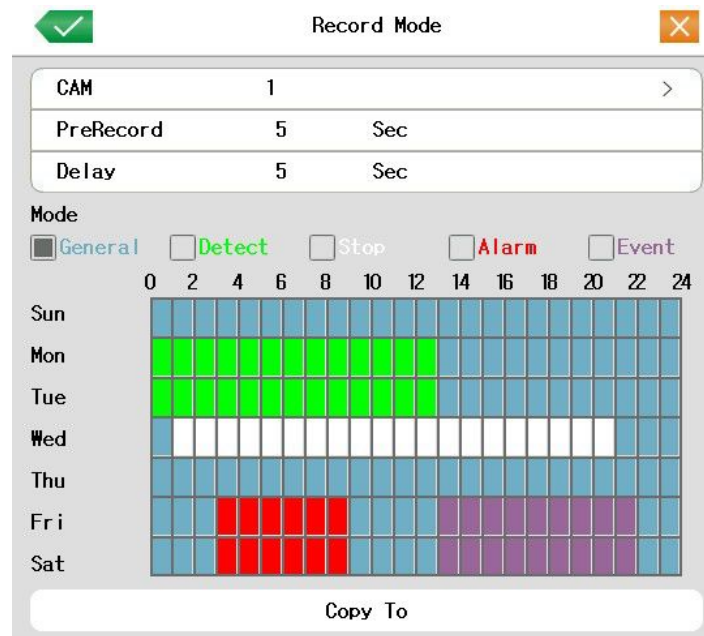 Record Mode
CAM 1 >
PreRecord 5 Sec
Delay 5 Sec
Mode
General Detect Stop Alarm Event
0 2 4 6 8 10 12 14 16 18 20 22 24
Sun
Mon
Tue
Wed
Thu
Fri
Sat
Copy To